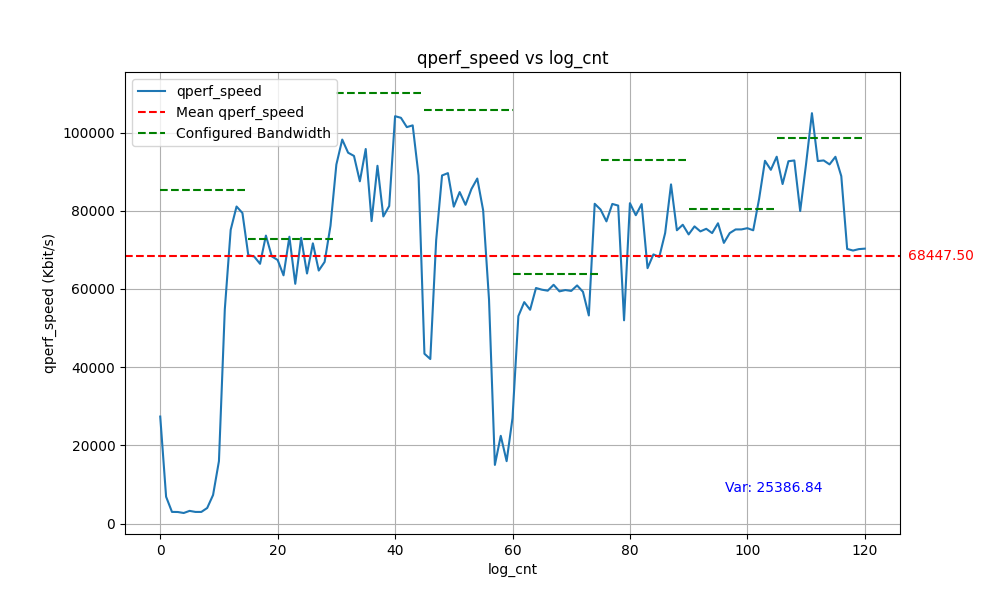 qperf_speed vs log_cnt
qperf_speed
Mean qperf_speed
Configured Bandwidth
qperf_speed (Kbit/s)
100000
80000
60000
40000
20000
0
68447.50
Var: 25386.84
0 20 40 60 80 100 120
log_cnt